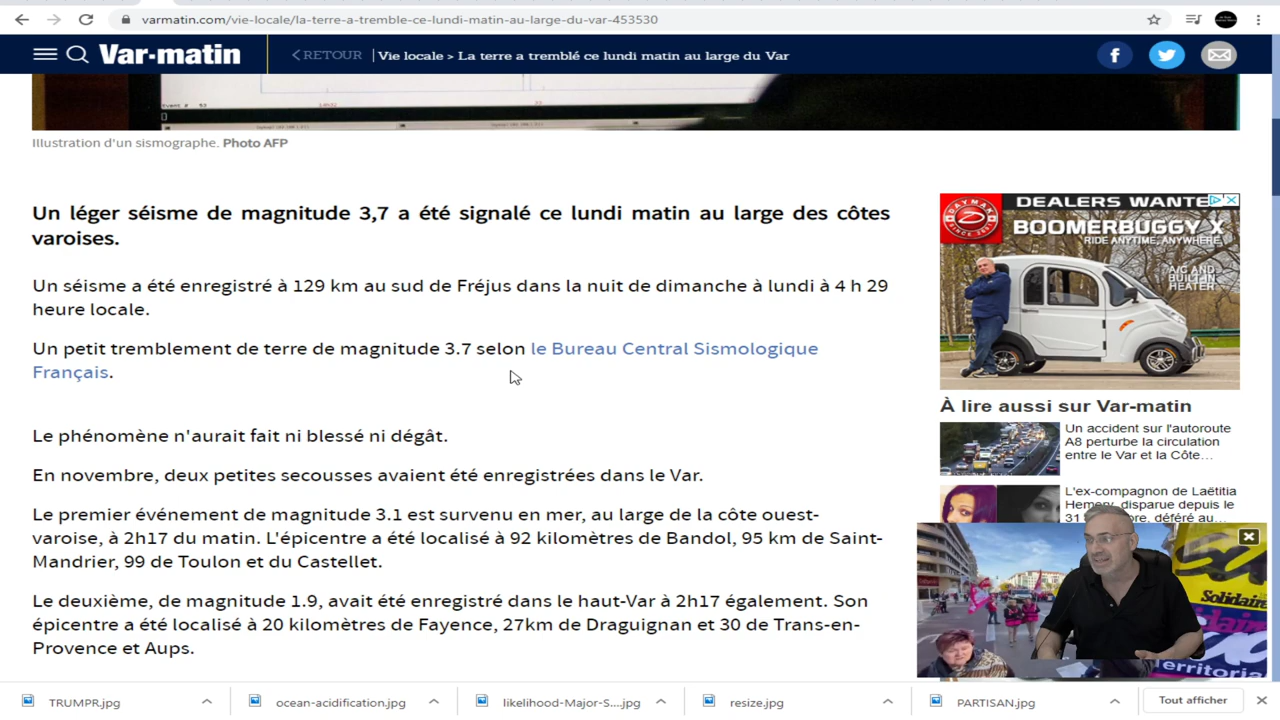 varmatin.com/vie-locale/la-terre-a-tremble-ce-lundi-matin-au-large-du-var-453530
Var-matin
RETOUR
Vie locale > La terre a tremblé ce lundi matin au large du Var
Illustration d'un sismographe. Photo AFP
Un léger séisme de magnitude 3,7 a été signalé ce lundi matin au large des côtes
varoises.
Un séisme a été enregistré à 129 km au sud de Fréjus dans la nuit de dimanche à lundi à 4 h 29
heure locale.
Un petit tremblement de terre de magnitude 3.7 selon le Bureau Central Sismologique
Français.
Le phénomène n'aurait fait ni blessé ni dégât.
En novembre, deux petites secousses avaient été enregistrées dans le Var.
Le premier événement de magnitude 3.1 est survenu en mer, au large de la côte ouest-
varoise, à 2h17 du matin. L'épicentre a été localisé à 92 kilomètres de Bandol, 95 km de Saint-
Mandrier, 99 de Toulon et du Castellet.
Le deuxième, de magnitude 1.9, avait été enregistré dans le haut-Var à 2h17 également. Son
épicentre a été localisé à 20 kilomètres de Fayence, 27km de Draguignan et 30 de Trans-en-
Provence et Aups.
DAYMAK
SINCE 2001
DEALERS WANTE
BOOMERBUGGY X
RIDE ANYTIME, ANYWHERE
A/C AND
BUILT-IN
HEATER
À lire aussi sur Var-matin
Un accident sur l'autoroute
A8 perturbe la circulation
entre le Var et la Côte...
L'ex-compagnon de Laëtitia
disparue depuis le
déféré au...
Solidaire
TRUMPR.jpg
ocean-acidification.jpg
likelihood-Major-S....jpg
resize.jpg
PARTISAN.jpg
Tout afficher